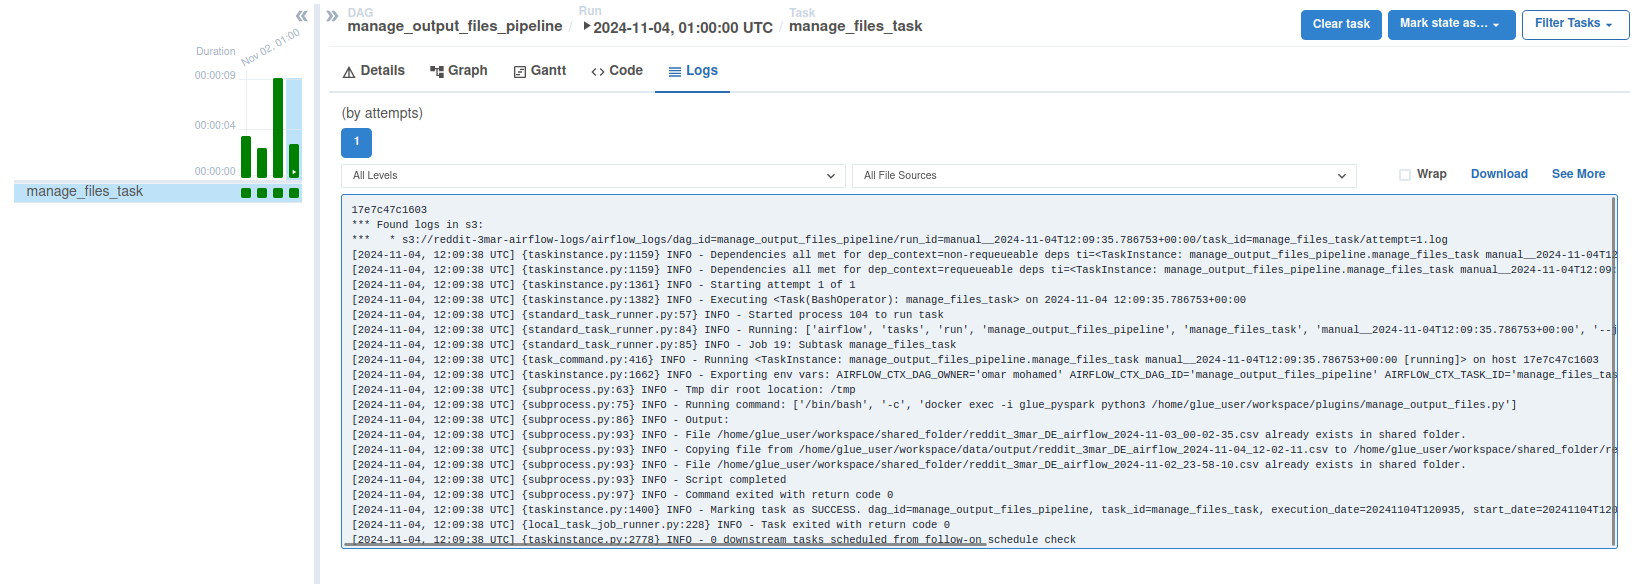 «
»
DAG
manage_output_files_pipeline
/
Run
2024-11-04, 01:00:00 UTC
/
Task
manage_files_task
Clear task
Mark state as...
Filter Tasks
Duration
Nov 02, 01:00
00:00:09
00:00:04
00:00:00
manage_files_task
Details
Graph
Gantt
Code
Logs
(by attempts)
1
All Levels
All File Sources
Wrap
Download
See More
17e7c47c1603
*** Found logs in s3:
***   * s3://reddit-3mar-airflow-logs/airflow_logs/dag_id=manage_output_files_pipeline/run_id=manual__2024-11-04T12:09:35.786753+00:00/task_id=manage_files_task/attempt=1.log
[2024-11-04, 12:09:38 UTC] {taskinstance.py:1159} INFO - Dependencies all met for dep_context=non-requeueable deps ti=<TaskInstance: manage_output_files_pipeline.manage_files_task manual__2024-11-04T12
[2024-11-04, 12:09:38 UTC] {taskinstance.py:1159} INFO - Dependencies all met for dep_context=requeueable deps ti=<TaskInstance: manage_output_files_pipeline.manage_files_task manual__2024-11-04T12:09:
[2024-11-04, 12:09:38 UTC] {taskinstance.py:1361} INFO - Starting attempt 1 of 1
[2024-11-04, 12:09:38 UTC] {taskinstance.py:1382} INFO - Executing <Task(BashOperator): manage_files_task> on 2024-11-04 12:09:35.786753+00:00
[2024-11-04, 12:09:38 UTC] {standard_task_runner.py:57} INFO - Started process 104 to run task
[2024-11-04, 12:09:38 UTC] {standard_task_runner.py:84} INFO - Running: ['airflow', 'tasks', 'run', 'manage_output_files_pipeline', 'manage_files_task', 'manual__2024-11-04T12:09:35.786753+00:00', '--j
[2024-11-04, 12:09:38 UTC] {standard_task_runner.py:85} INFO - Job 19: Subtask manage_files_task
[2024-11-04, 12:09:38 UTC] {task_command.py:416} INFO - Running <TaskInstance: manage_output_files_pipeline.manage_files_task manual__2024-11-04T12:09:35.786753+00:00 [running]> on host 17e7c47c1603
[2024-11-04, 12:09:38 UTC] {taskinstance.py:1662} INFO - Exporting env vars: AIRFLOW_CTX_DAG_OWNER='omar mohamed' AIRFLOW_CTX_DAG_ID='manage_output_files_pipeline' AIRFLOW_CTX_TASK_ID='manage_files_tas
[2024-11-04, 12:09:38 UTC] {subprocess.py:63} INFO - Tmp dir root location: /tmp
[2024-11-04, 12:09:38 UTC] {subprocess.py:75} INFO - Running command: ['/bin/bash', '-c', 'docker exec -i glue_pyspark python3 /home/glue_user/workspace/plugins/manage_output_files.py']
[2024-11-04, 12:09:38 UTC] {subprocess.py:86} INFO - Output:
[2024-11-04, 12:09:38 UTC] {subprocess.py:93} INFO - File /home/glue_user/workspace/shared_folder/reddit_3mar_DE_airflow_2024-11-03_00-02-35.csv already exists in shared folder.
[2024-11-04, 12:09:38 UTC] {subprocess.py:93} INFO - Copying file from /home/glue_user/workspace/data/output/reddit_3mar_DE_airflow_2024-11-04_12-02-11.csv to /home/glue_user/workspace/shared_folder/re
[2024-11-04, 12:09:38 UTC] {subprocess.py:93} INFO - File /home/glue_user/workspace/shared_folder/reddit_3mar_DE_airflow_2024-11-02_23-58-10.csv already exists in shared folder.
[2024-11-04, 12:09:38 UTC] {subprocess.py:93} INFO - Script completed
[2024-11-04, 12:09:38 UTC] {subprocess.py:97} INFO - Command exited with return code 0
[2024-11-04, 12:09:38 UTC] {taskinstance.py:1400} INFO - Marking task as SUCCESS. dag_id=manage_output_files_pipeline, task_id=manage_files_task, execution_date=20241104T120935, start_date=20241104T120
[2024-11-04, 12:09:38 UTC] {local_task_job_runner.py:228} INFO - Task exited with return code 0
[2024-11-04, 12:09:38 UTC] {taskinstance.py:2778} INFO - 0 downstream tasks scheduled from follow-on schedule check